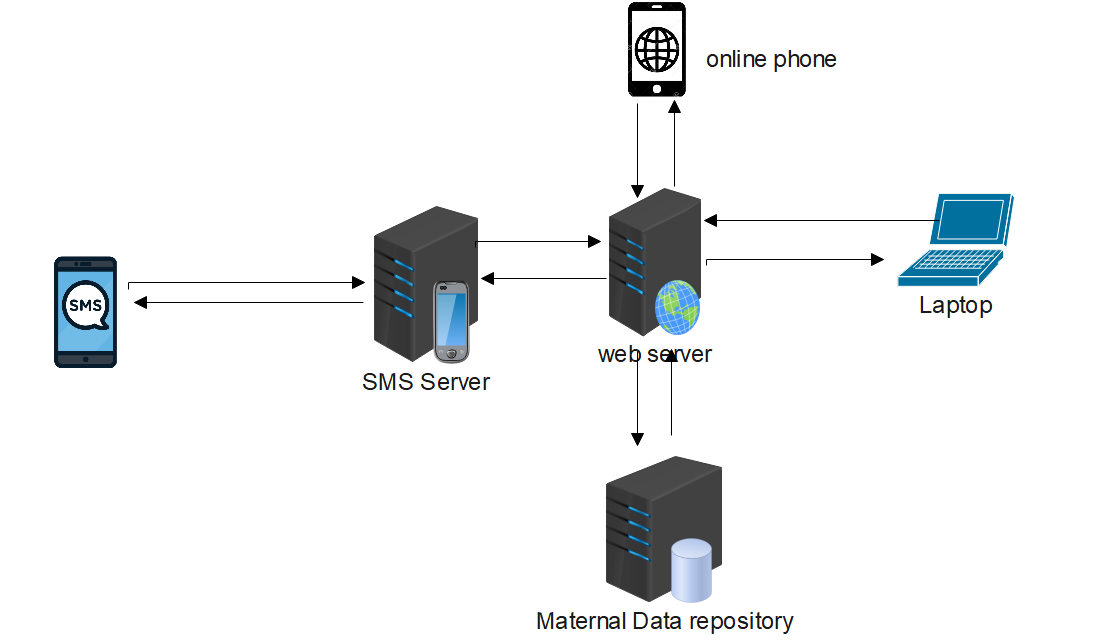 online phone
SMS
Laptop
web server
SMS Server
Maternal Data repository